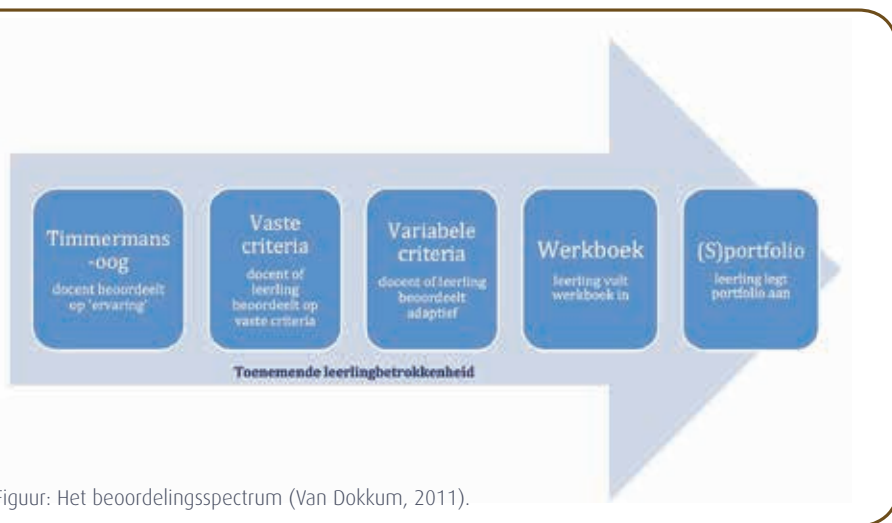 Timmermans
-oog
docent beoordeelt
op 'ervaring'
Vaste
criteria
docent of
leerling
beoordeelt op
vaste criteria
Variabele
criteria
docent of leerling
beoordeelt
adaptief
Werkboek
leerling vult
werkboek in
(S)portfolio
leerling legt
portfolio aan
Toenemende leerlingbetrokkenheid
Figuur: Het beoordelingsspectrum (Van Dokkum, 2011).